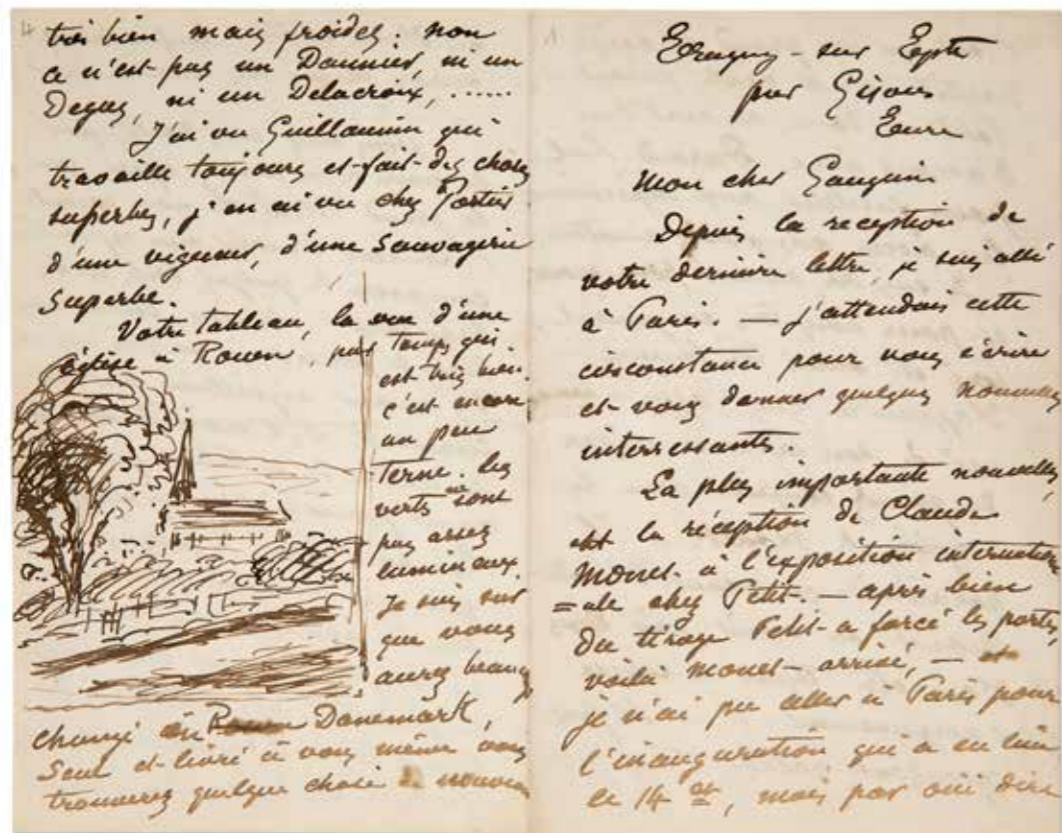 1
Eragny-sur Epte
par Gisors
Eure
Mon cher Gauguin
Depuis la reception de
votre dernière lettre, je suis allé
à Paris. — j'attendais cette
circonstance pour vous écrire
et vous donner quelques nouvelles
interressantes.
La plus importante nouvelle,
est la réception de Claude
Monet à l'exposition internation
=ale chez Petit. — après bien
du tirage Petit a forcé les portes,
voilà Monet arrivé, —
je n'ai pu aller à Paris pour
l'inauguration qui a eu lieu
le 14 ct, mais par oui dire
4
très bien mais froides. non
ce n'est pas un Daumier, ni un
Degas, ni un Delacroix, ......
J'ai vu Guillaumin qui
travaille toujours et fait des choses
superbes, j'en ai vu chez Portier
d'une vigueur, d'une sauvagerie
superbe.
Votre tableau, la vue d'une
église à Rouen, par temps gris.
est très bien.
c'est encore
un peu
terne. les
verts ne sont
pas assez
lumineux.
Je suis sur
que vous
aurez beaucoup
changé en Danemark,
seul et livré à vous même vous
trouverez quelque chose de nouveau